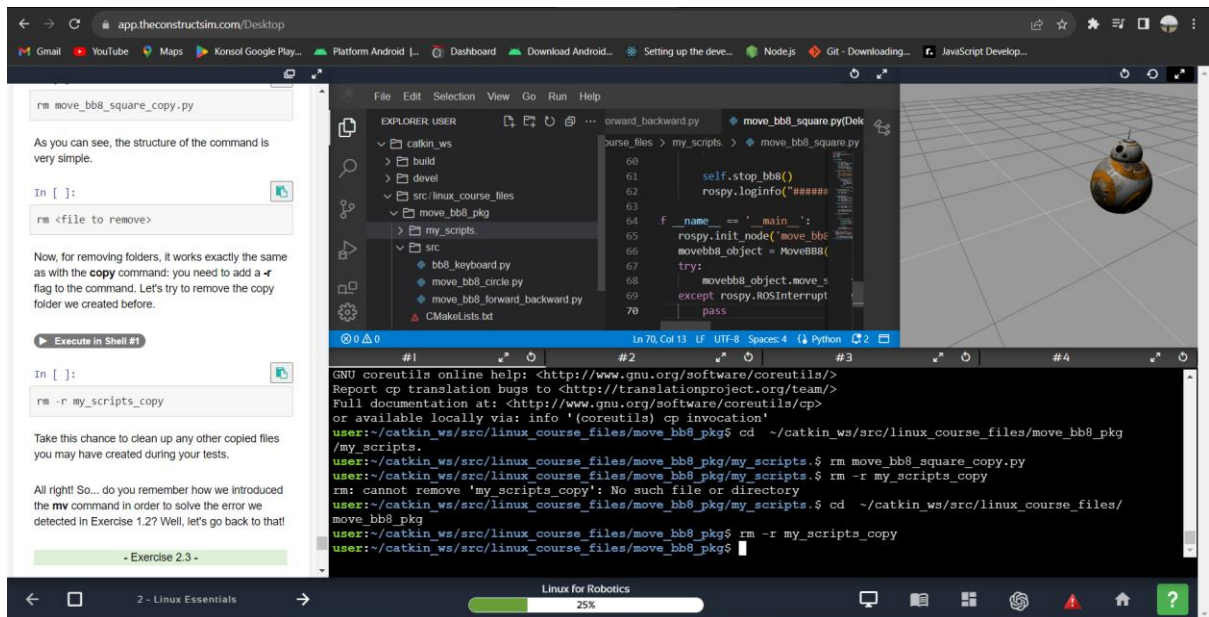 app.theconstructsim.com/Desktop
Gmail YouTube Maps Konsol Google Play... Platform Android |... Dashboard Download Android... Setting up the deve... Node.js Git - Downloading... JavaScript Develop...
rm move_bb8_square_copy.py
As you can see, the structure of the command is
very simple.
In [ ]:
rm <file to remove>
Now, for removing folders, it works exactly the same
as with the copy command: you need to add a -r
flag to the command. Let's try to remove the copy
folder we created before.
Execute in Shell #1
In [ ]:
rm -r my_scripts_copy
Take this chance to clean up any other copied files
you may have created during your tests.
All right! So... do you remember how we introduced
the mv command in order to solve the error we
detected in Exercise 1.2? Well, let's go back to that!
- Exercise 2.3 -
File Edit Selection View Go Run Help
EXPLORER: USER
catkin_ws
build
devel
src/linux_course_files
move_bb8_pkg
my_scripts.
src
bb8_keyboard.py
move_bb8_circle.py
move_bb8_forward_backward.py
CMakeLists.txt
orward_backward.py move_bb8_square.py(Dele
ourse_files > my_scripts. > move_bb8_square.py
60
61 self.stop_bb8()
62 rospy.loginfo("######
63
64 f __name__ == '__main__':
65 rospy.init_node('move_bb8
66 movebb8_object = MoveBB8(
67 try:
68 movebb8_object.move_s
69 except rospy.ROSInterrupt
70 pass
0 0 Ln 70, Col 13 LF UTF-8 Spaces: 4 Python 2
#1 #2 #3 #4
GNU coreutils online help: <http://www.gnu.org/software/coreutils/>
Report cp translation bugs to <http://translationproject.org/team/>
Full documentation at: <http://www.gnu.org/software/coreutils/cp>
or available locally via: info '(coreutils) cp invocation'
user:~/catkin_ws/src/linux_course_files/move_bb8_pkg$ cd ~/catkin_ws/src/linux_course_files/move_bb8_pkg
/my_scripts.
user:~/catkin_ws/src/linux_course_files/move_bb8_pkg/my_scripts.$ rm move_bb8_square_copy.py
user:~/catkin_ws/src/linux_course_files/move_bb8_pkg/my_scripts.$ rm -r my_scripts_copy
rm: cannot remove 'my_scripts_copy': No such file or directory
user:~/catkin_ws/src/linux_course_files/move_bb8_pkg/my_scripts.$ cd ~/catkin_ws/src/linux_course_files/
move_bb8_pkg
user:~/catkin_ws/src/linux_course_files/move_bb8_pkg$ rm -r my_scripts_copy
user:~/catkin_ws/src/linux_course_files/move_bb8_pkg$
2 - Linux Essentials
Linux for Robotics
25%
?